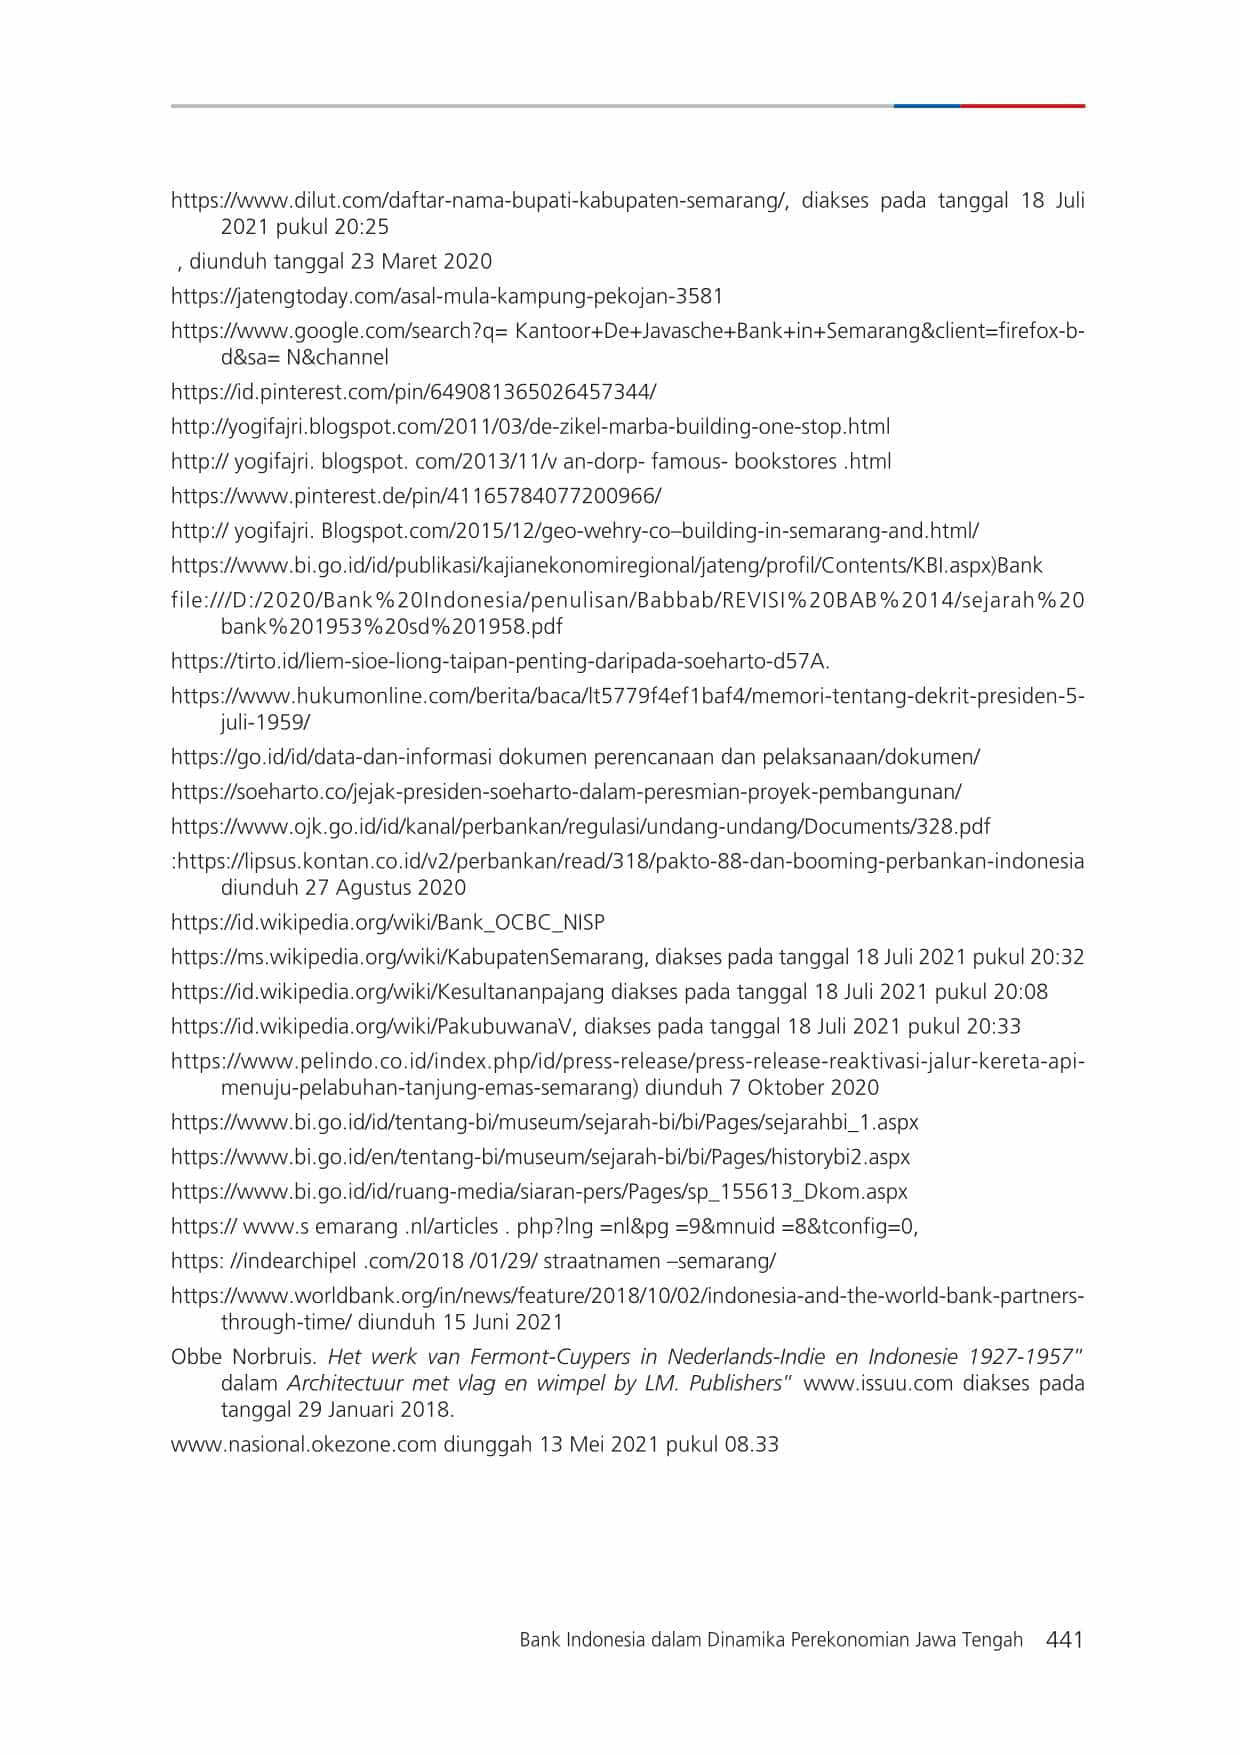 https://www.dilut.com/daftar-nama-bupati-kabupaten-semarang/, diakses pada tanggal 18 Juli
2021 pukul 20:25
, diunduh tanggal 23 Maret 2020
https://jatengtoday.com/asal-mula-kampung-pekojan-3581
https://www.google.com/search?q= Kantoor+De+Javasche+Bank+in+Semarang&client=firefox-b-
d&sa= N&channel
https://id.pinterest.com/pin/649081365026457344/
http://yogifajri.blogspot.com/2011/03/de-zikel-marba-building-one-stop.html
http:// yogifajri. blogspot. com/2013/11/v an-dorp- famous- bookstores .html
https://www.pinterest.de/pin/41165784077200966/
http:// yogifajri. Blogspot.com/2015/12/geo-wehry-co–building-in-semarang-and.html/
https://www.bi.go.id/id/publikasi/kajianekonomiregional/jateng/profil/Contents/KBI.aspx)Bank
file:///D:/2020/Bank%20Indonesia/penulisan/Babbab/REVISI%20BAB%2014/sejarah%20
bank%201953%20sd%201958.pdf
https://tirto.id/liem-sioe-liong-taipan-penting-daripada-soeharto-d57A.
https://www.hukumonline.com/berita/baca/lt5779f4ef1baf4/memori-tentang-dekrit-presiden-5-
juli-1959/
https://go.id/id/data-dan-informasi dokumen perencanaan dan pelaksanaan/dokumen/
https://soeharto.co/jejak-presiden-soeharto-dalam-peresmian-proyek-pembangunan/
https://www.ojk.go.id/id/kanal/perbankan/regulasi/undang-undang/Documents/328.pdf
:https://lipsus.kontan.co.id/v2/perbankan/read/318/pakto-88-dan-booming-perbankan-indonesia
diunduh 27 Agustus 2020
https://id.wikipedia.org/wiki/Bank_OCBC_NISP
https://ms.wikipedia.org/wiki/KabupatenSemarang, diakses pada tanggal 18 Juli 2021 pukul 20:32
https://id.wikipedia.org/wiki/Kesultananpajang diakses pada tanggal 18 Juli 2021 pukul 20:08
https://id.wikipedia.org/wiki/PakubuwanaV, diakses pada tanggal 18 Juli 2021 pukul 20:33
https://www.pelindo.co.id/index.php/id/press-release/press-release-reaktivasi-jalur-kereta-api-
menuju-pelabuhan-tanjung-emas-semarang) diunduh 7 Oktober 2020
https://www.bi.go.id/id/tentang-bi/museum/sejarah-bi/bi/Pages/sejarahbi_1.aspx
https://www.bi.go.id/en/tentang-bi/museum/sejarah-bi/bi/Pages/historybi2.aspx
https://www.bi.go.id/id/ruang-media/siaran-pers/Pages/sp_155613_Dkom.aspx
https:// www.s emarang .nl/articles . php?lng =nl&pg =9&mnuid =8&tconfig=0,
https: //indearchipel .com/2018 /01/29/ straatnamen –semarang/
https://www.worldbank.org/in/news/feature/2018/10/02/indonesia-and-the-world-bank-partners-
through-time/ diunduh 15 Juni 2021
Obbe Norbruis. Het werk van Fermont-Cuypers in Nederlands-Indie en Indonesie 1927-1957"
dalam Architectuur met vlag en wimpel by LM. Publishers" www.issuu.com diakses pada
tanggal 29 Januari 2018.
www.nasional.okezone.com diunggah 13 Mei 2021 pukul 08.33
Bank Indonesia dalam Dinamika Perekonomian Jawa Tengah 441